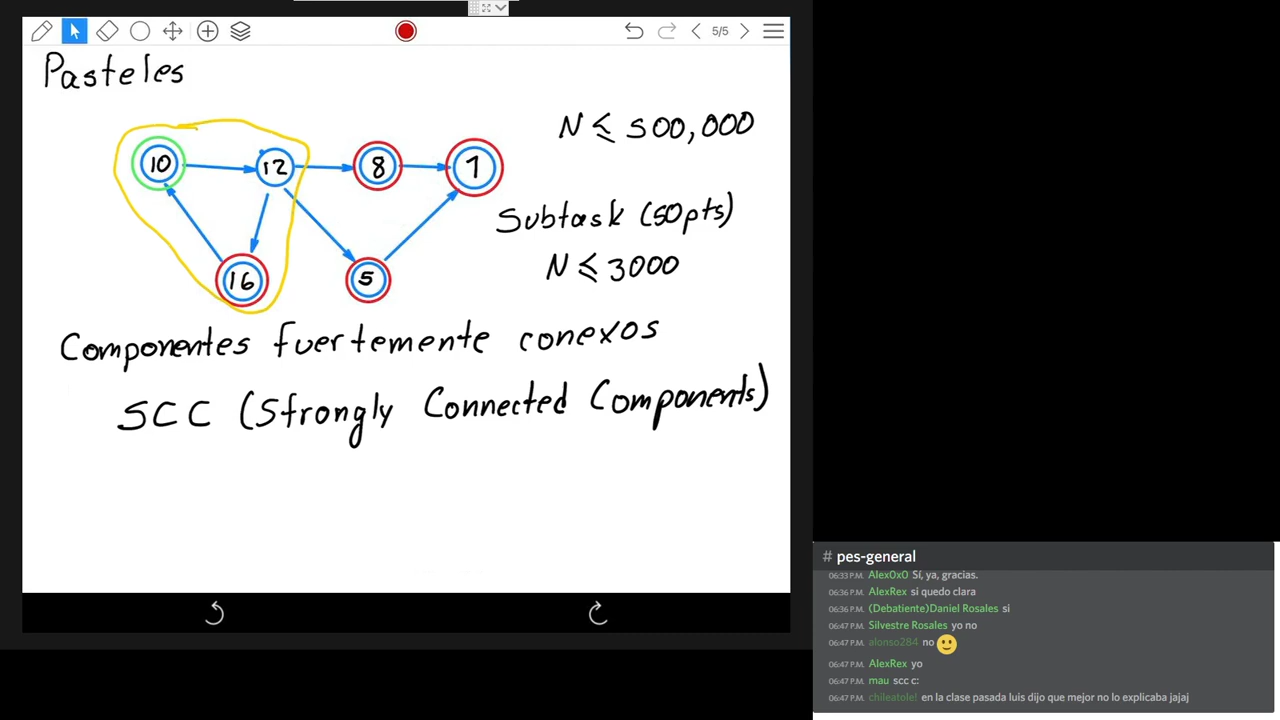 5/5
Pasteles
N ≤ 500,000
10
12
8
7
Subtask (50pts)
N ≤ 3000
16
5
Componentes fuertemente conexos
SCC (Strongly Connected Components)
# pes-general
06:33 P.M. Alex0x0 Sí, ya, gracias.
06:36 P.M. AlexRex si quedo clara
06:36 P.M. (Debatiente)Daniel Rosales si
06:47 P.M. Silvestre Rosales yo no
06:47 P.M. alonso284 no 🙂
06:47 P.M. AlexRex yo
06:47 P.M. mau scc c:
06:47 P.M. chileatole! en la clase pasada luis dijo que mejor no lo explicaba jajaj